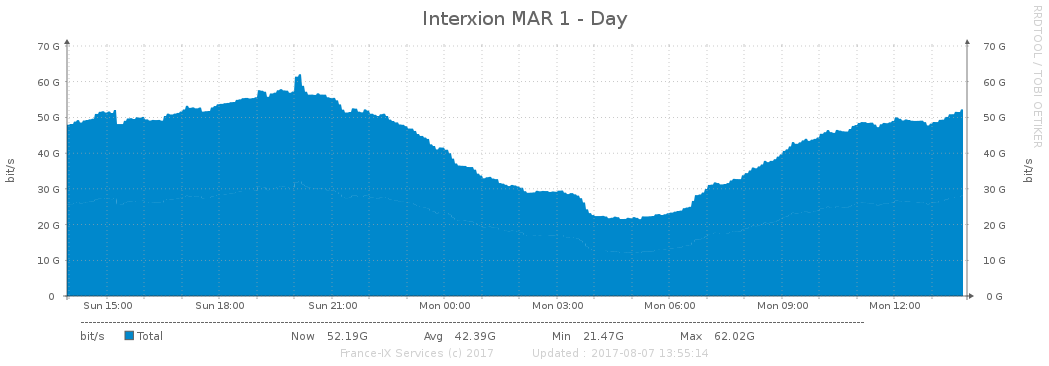 Interxion MAR 1 - Day
RRDTOOL / TOBI OETIKER
70 G 70 G
60 G 60 G
50 G 50 G
40 G 40 G
30 G 30 G
20 G 20 G
10 G 10 G
0 0 G
bit/s bit/s
Sun 15:00 Sun 18:00 Sun 21:00 Mon 00:00 Mon 03:00 Mon 06:00 Mon 09:00 Mon 12:00
bit/s Total Now 52.19G Avg 42.39G Min 21.47G Max 62.02G
France-IX Services (c) 2017 Updated : 2017-08-07 13:55:14